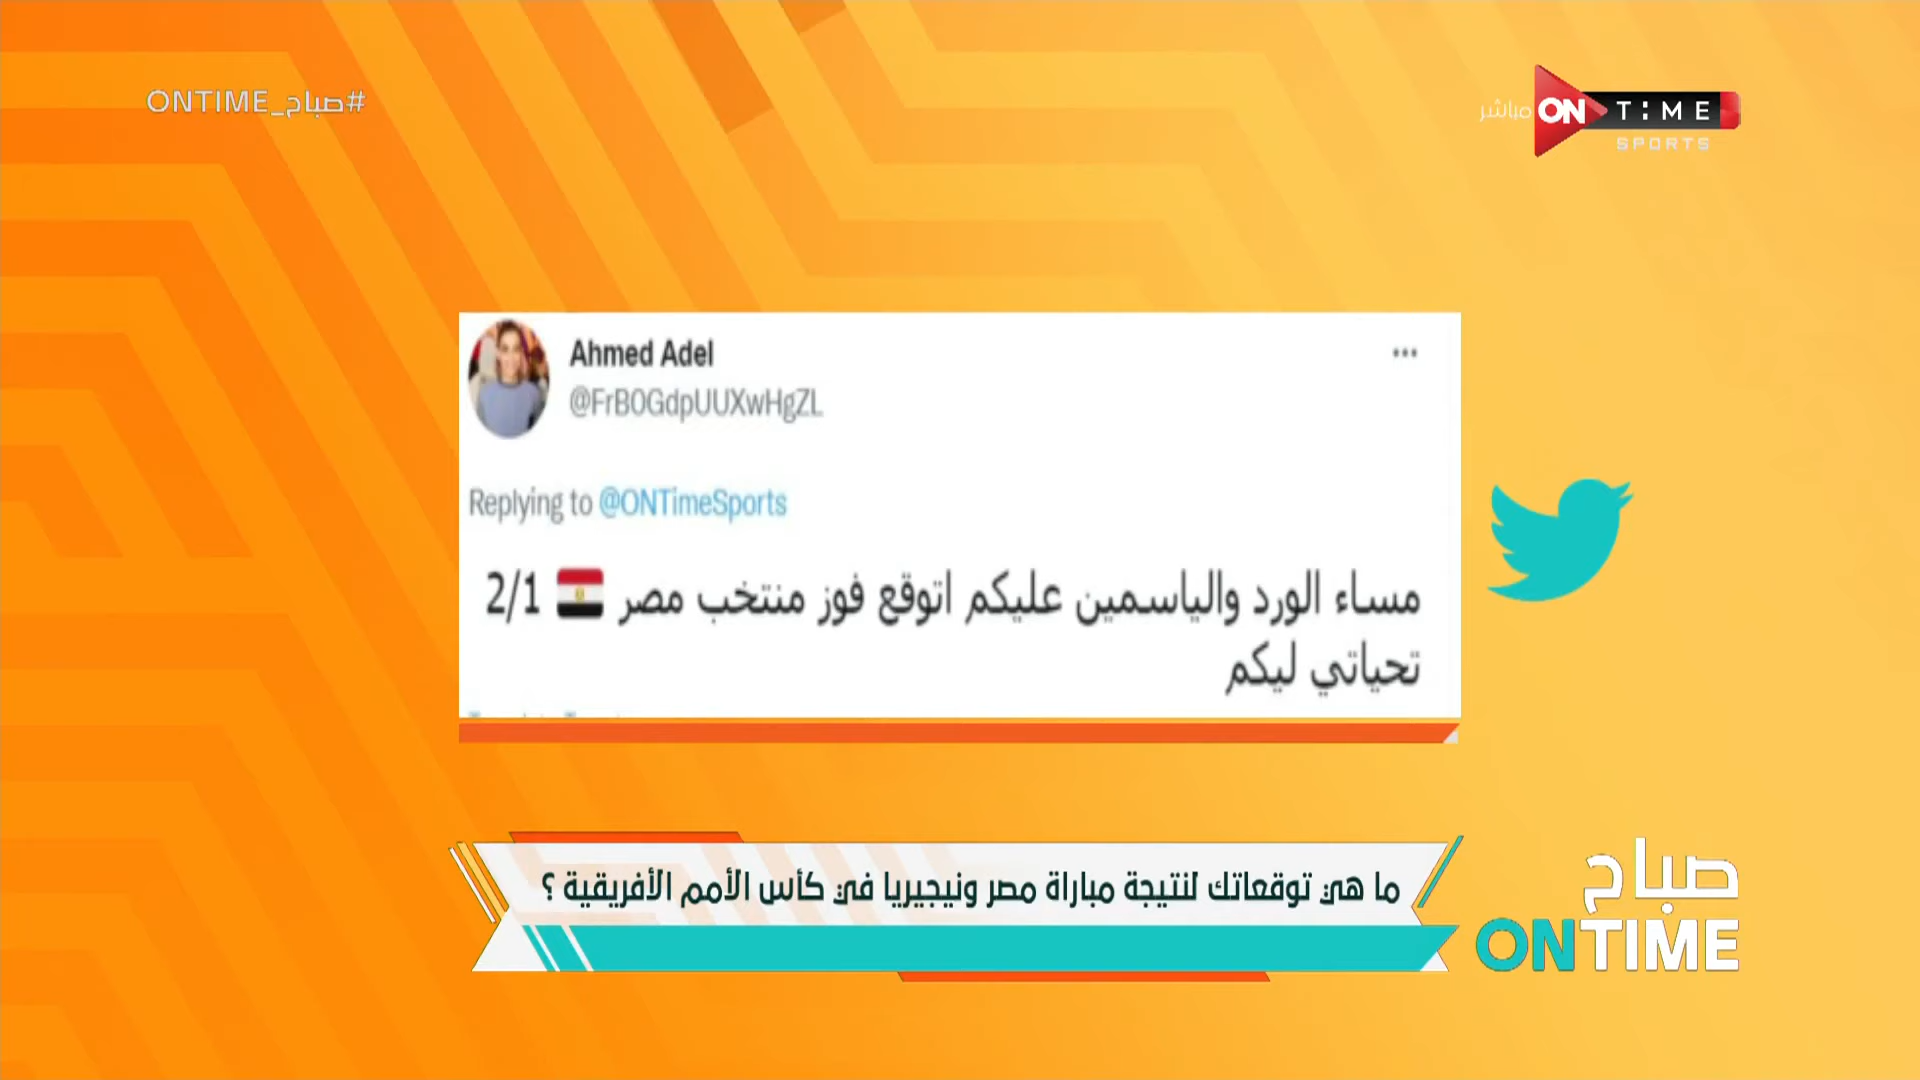 #صباح_ONTIME
مباشر ON TIME
SPORTS
Ahmed Adel
@FrB0GdpUUXwHgZL
Replying to @ONTimeSports
مساء الورد والياسمين عليكم اتوقع فوز منتخب مصر 🇪🇬 2/1
تحياتي ليكم
ما هي توقعاتك لنتيجة مباراة مصر ونيجيريا في كأس الأمم الأفريقية ؟
صباح
ONTIME